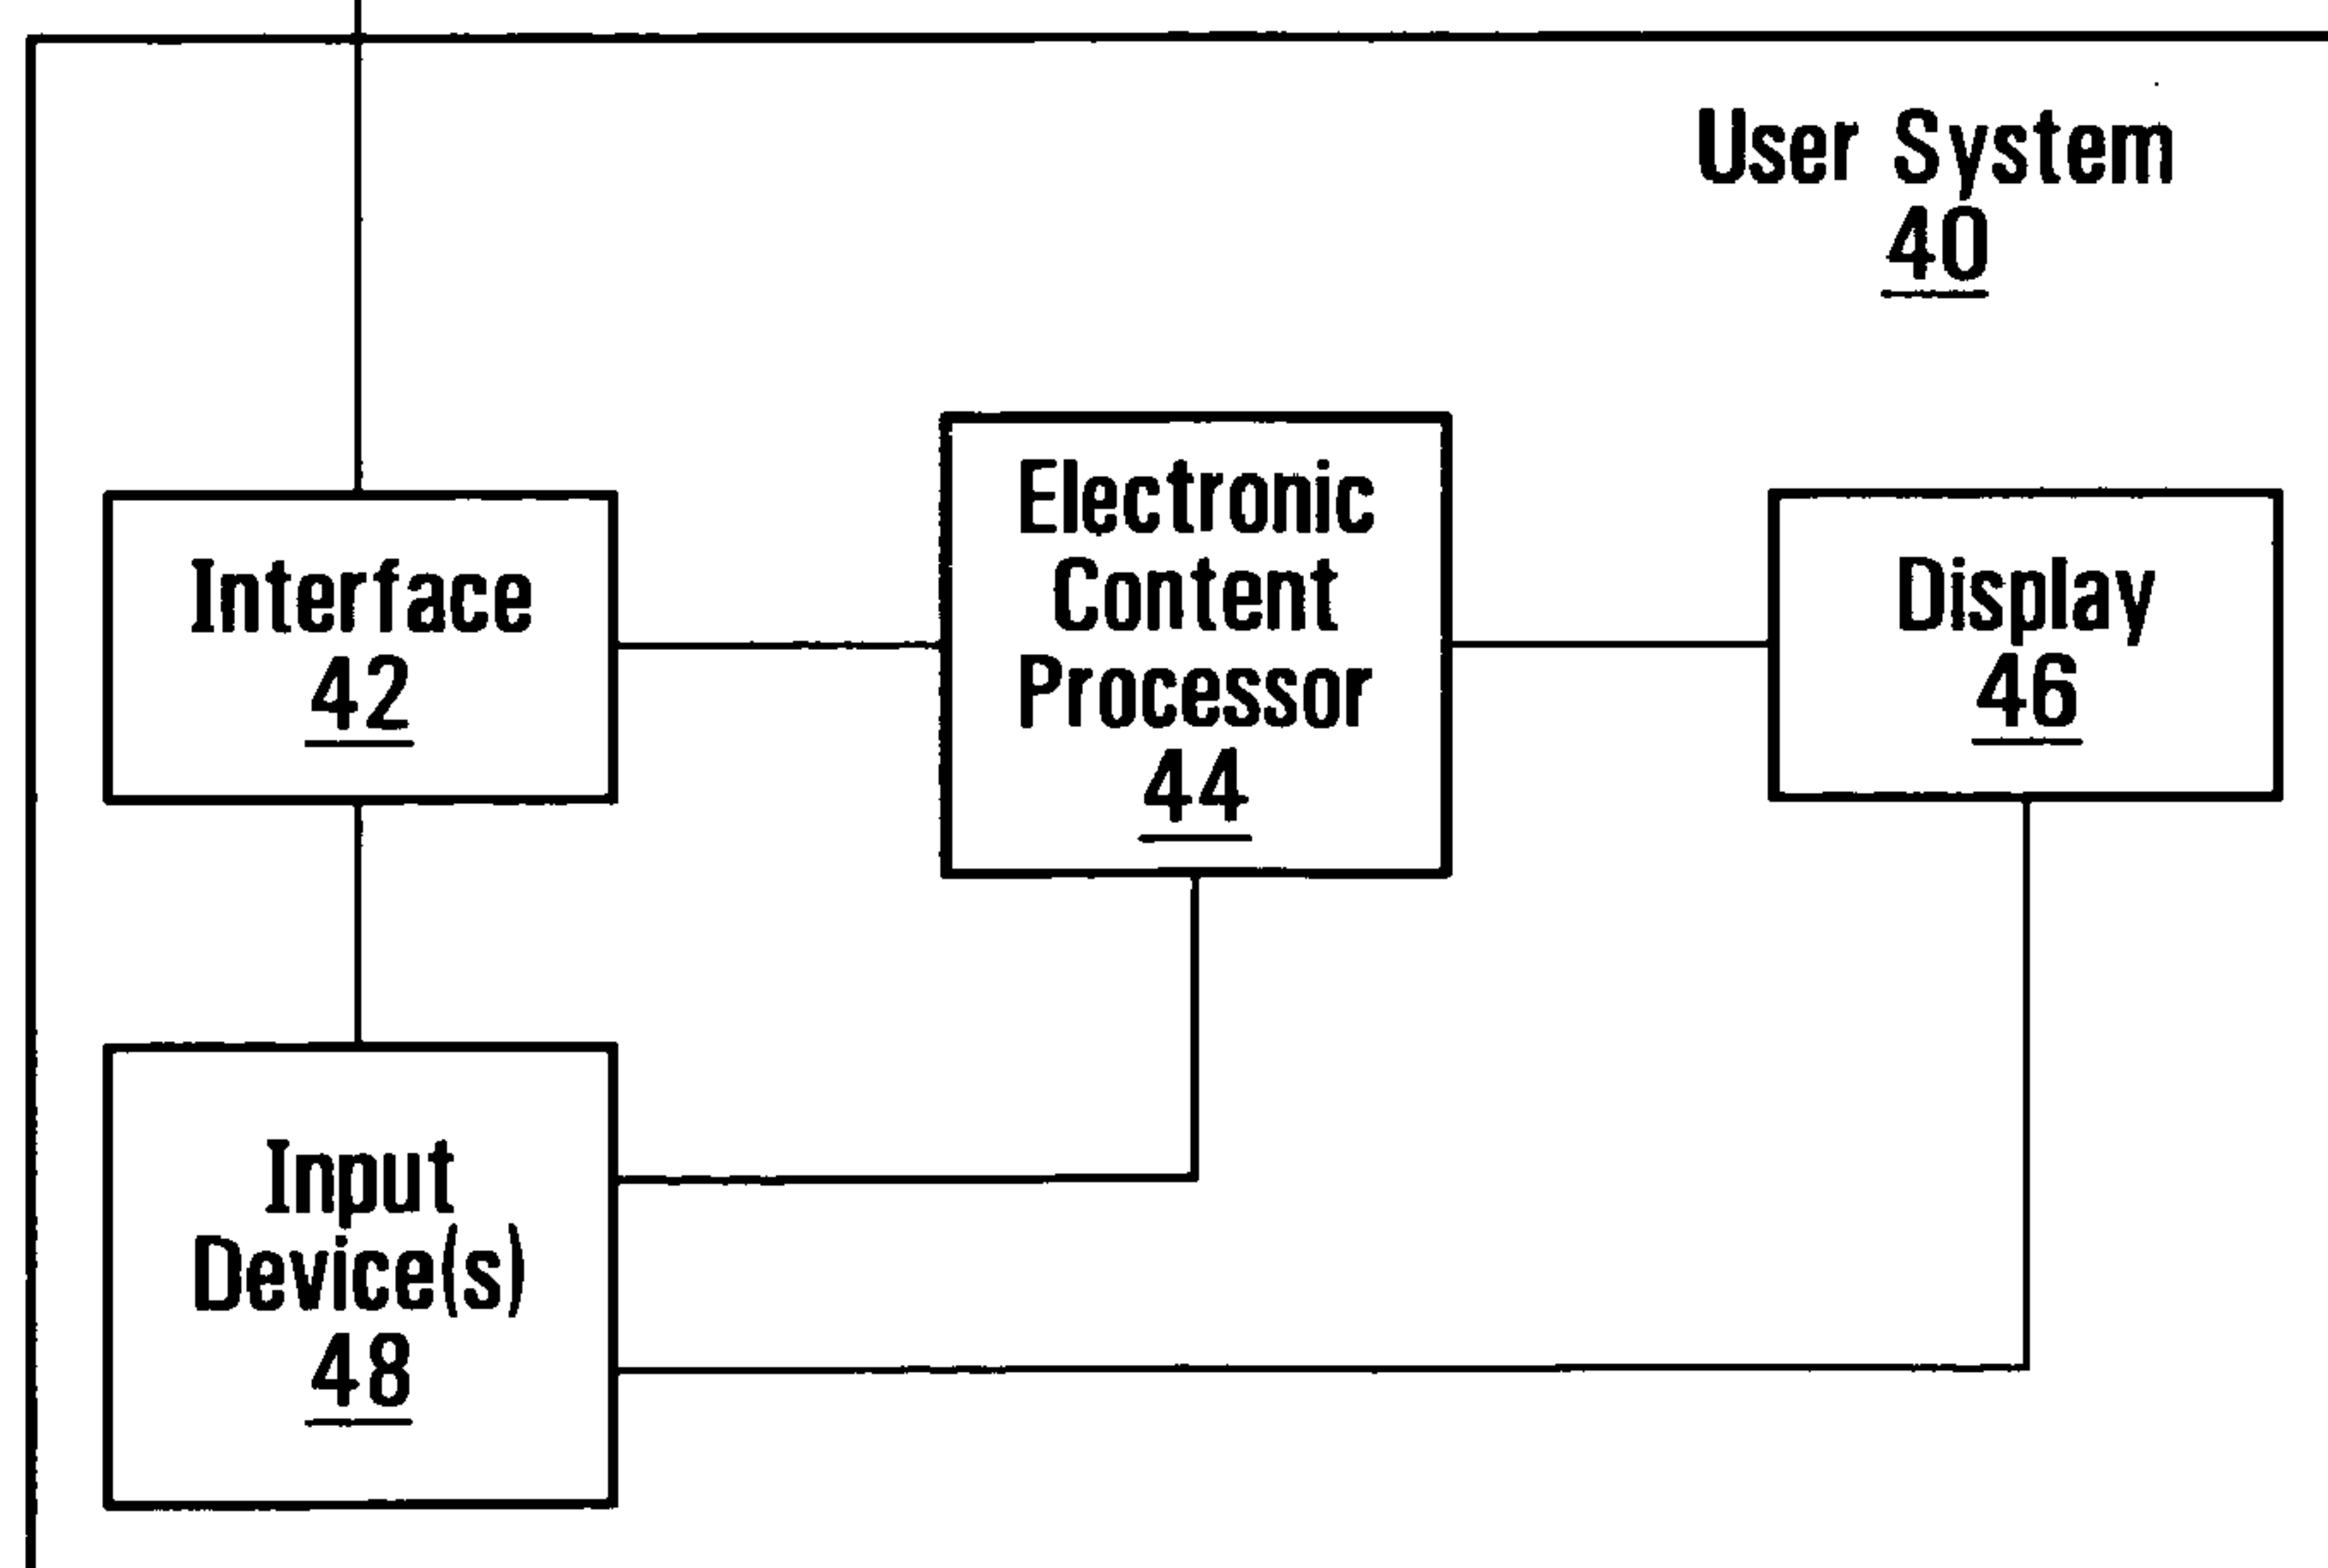 User System
40
Interface
42
Electronic
Content
Processor
44
Display
46
Input
Device(s)
48